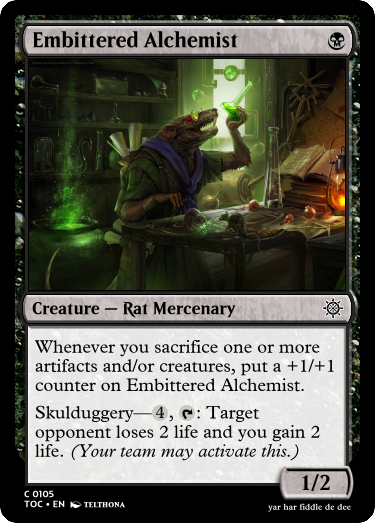 Embittered Alchemist
Creature — Rat Mercenary
Whenever you sacrifice one or more
artifacts and/or creatures, put a +1/+1
counter on Embittered Alchemist.
Skulduggery—4, : Target
opponent loses 2 life and you gain 2
life. (Your team may activate this.)
1/2
C 0105
TOC • EN TELTHONA
yar har fiddle de dee